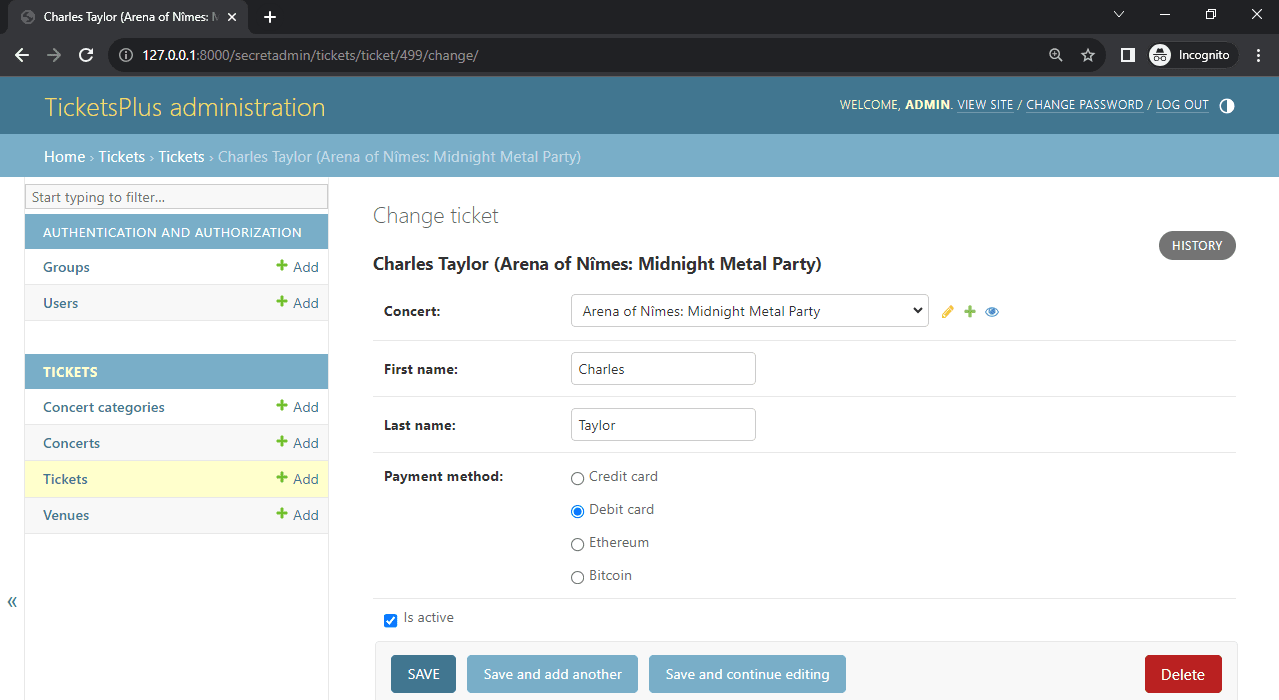 Charles Taylor (Arena of Nîmes: M
127.0.0.1:8000/secretadmin/tickets/ticket/499/change/
Incognito
TicketsPlus administration
WELCOME, ADMIN. VIEW SITE / CHANGE PASSWORD / LOG OUT
Home › Tickets › Tickets › Charles Taylor (Arena of Nîmes: Midnight Metal Party)
Start typing to filter...
AUTHENTICATION AND AUTHORIZATION
Groups + Add
Users + Add
TICKETS
Concert categories + Add
Concerts + Add
Tickets + Add
Venues + Add
«
Change ticket
HISTORY
Charles Taylor (Arena of Nîmes: Midnight Metal Party)
Concert: Arena of Nîmes: Midnight Metal Party
First name: Charles
Last name: Taylor
Payment method: Credit card
Debit card
Ethereum
Bitcoin
Is active
SAVE Save and add another Save and continue editing Delete